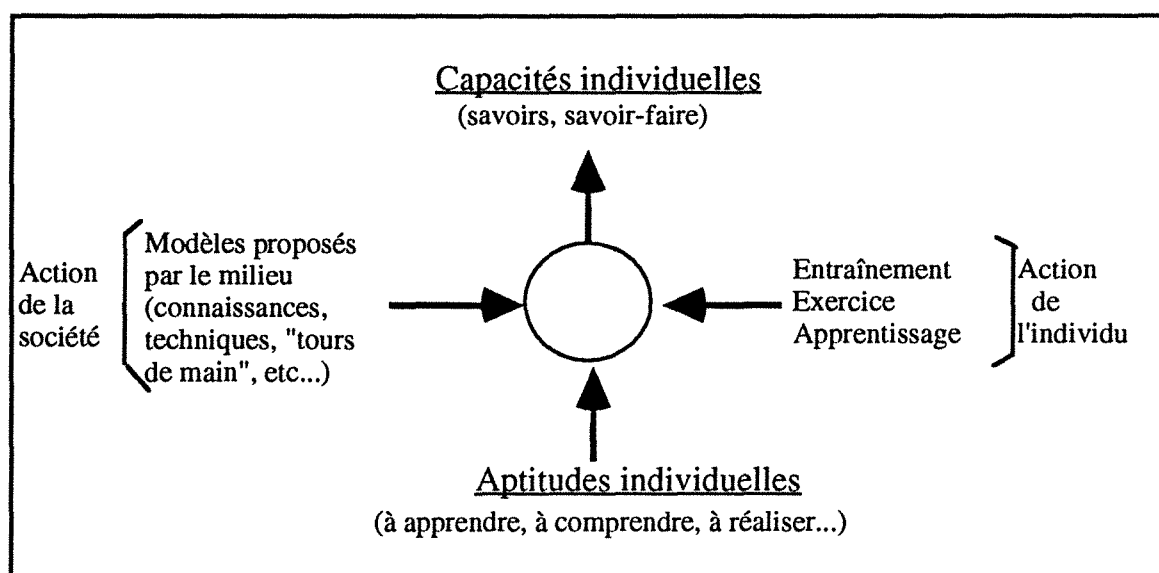 Capacités individuelles
(savoirs, savoir-faire)
Action
de la
société
Modèles proposés
par le milieu
(connaissances,
techniques, "tours
de main", etc...)
Entraînement
Exercice
Apprentissage
Action
de
l'individu
Aptitudes individuelles
(à apprendre, à comprendre, à réaliser...)